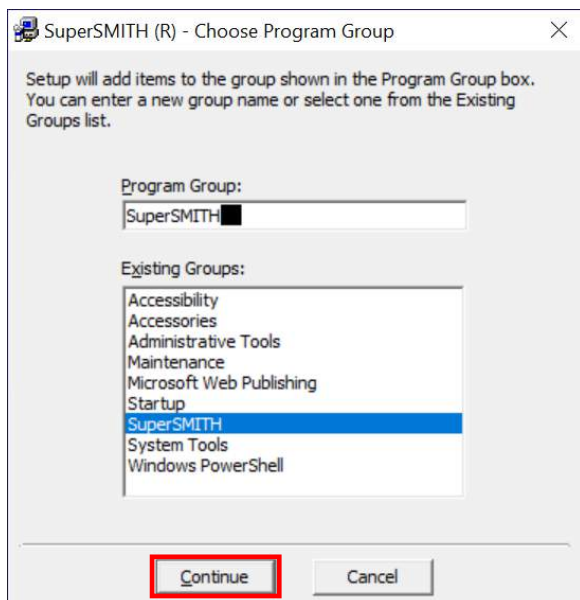 SuperSMITH (R) - Choose Program Group
Setup will add items to the group shown in the Program Group box.
You can enter a new group name or select one from the Existing
Groups list.
Program Group:
SuperSMITH
Existing Groups:
Accessibility
Accessories
Administrative Tools
Maintenance
Microsoft Web Publishing
Startup
SuperSMITH
System Tools
Windows PowerShell
Continue
Cancel